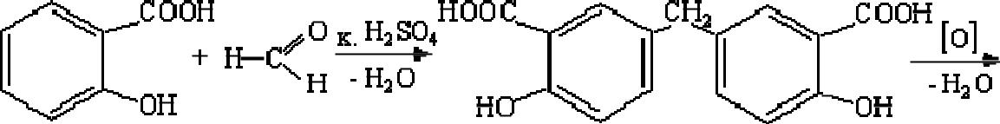 COOH
OH
+
H
C
O
H
к. H₂SO₄
- H₂O
HOOC
HO
CH₂
COOH
OH
[O]
- H₂O